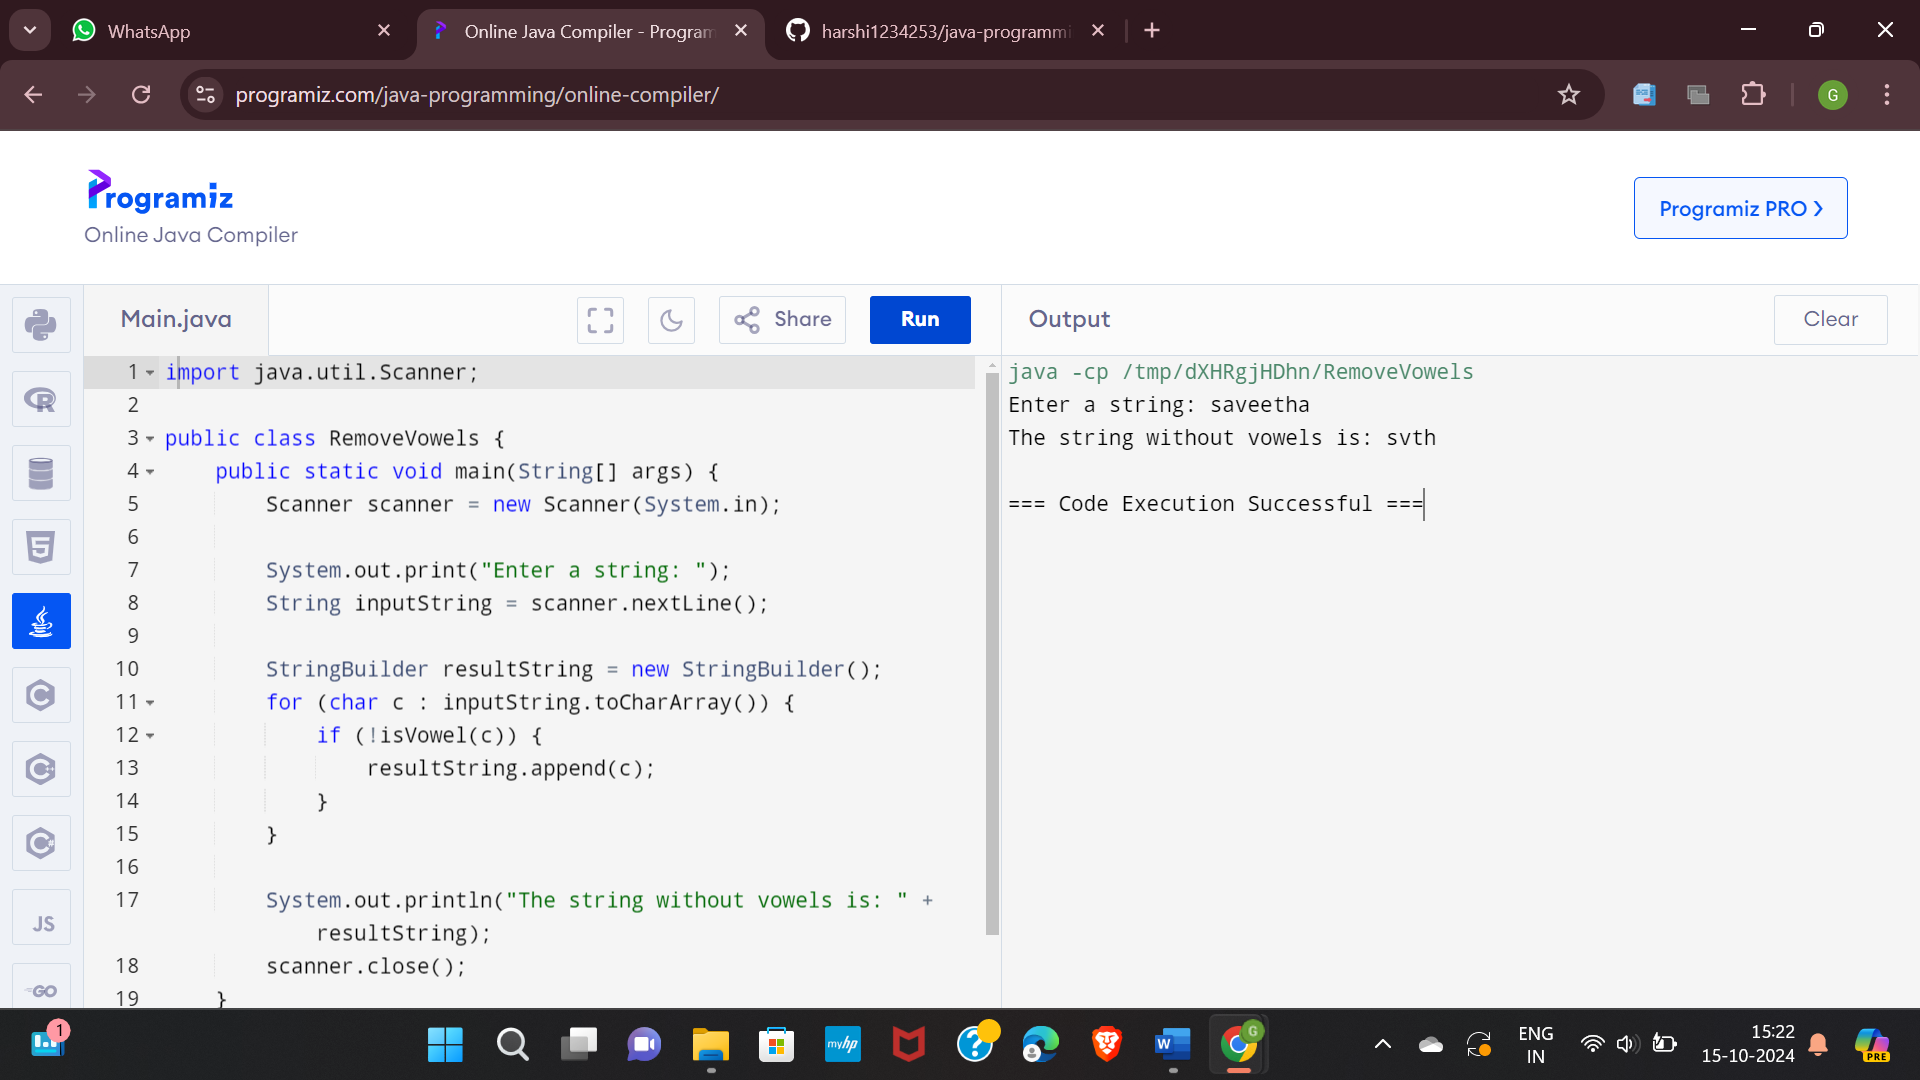 WhatsApp
Online Java Compiler - Program
harshi1234253/java-programmi
programiz.com/java-programming/online-compiler/
G
Programiz
Online Java Compiler
Programiz PRO
Main.java
Share
Run
Output
Clear
1 import java.util.Scanner;
2
3 public class RemoveVowels {
4 public static void main(String[] args) {
5 Scanner scanner = new Scanner(System.in);
6
7 System.out.print("Enter a string: ");
8 String inputString = scanner.nextLine();
9
10 StringBuilder resultString = new StringBuilder();
11 for (char c : inputString.toCharArray()) {
12 if (!isVowel(c)) {
13 resultString.append(c);
14 }
15 }
16
17 System.out.println("The string without vowels is: " +
resultString);
18 scanner.close();
19 }
java -cp /tmp/dXHRgjHDhn/RemoveVowels
Enter a string: saveetha
The string without vowels is: svth
=== Code Execution Successful ===
R
5
C
C++
C#
JS
GO
1
myhp
?
W
G
ENG
IN
15:22
15-10-2024
PRE